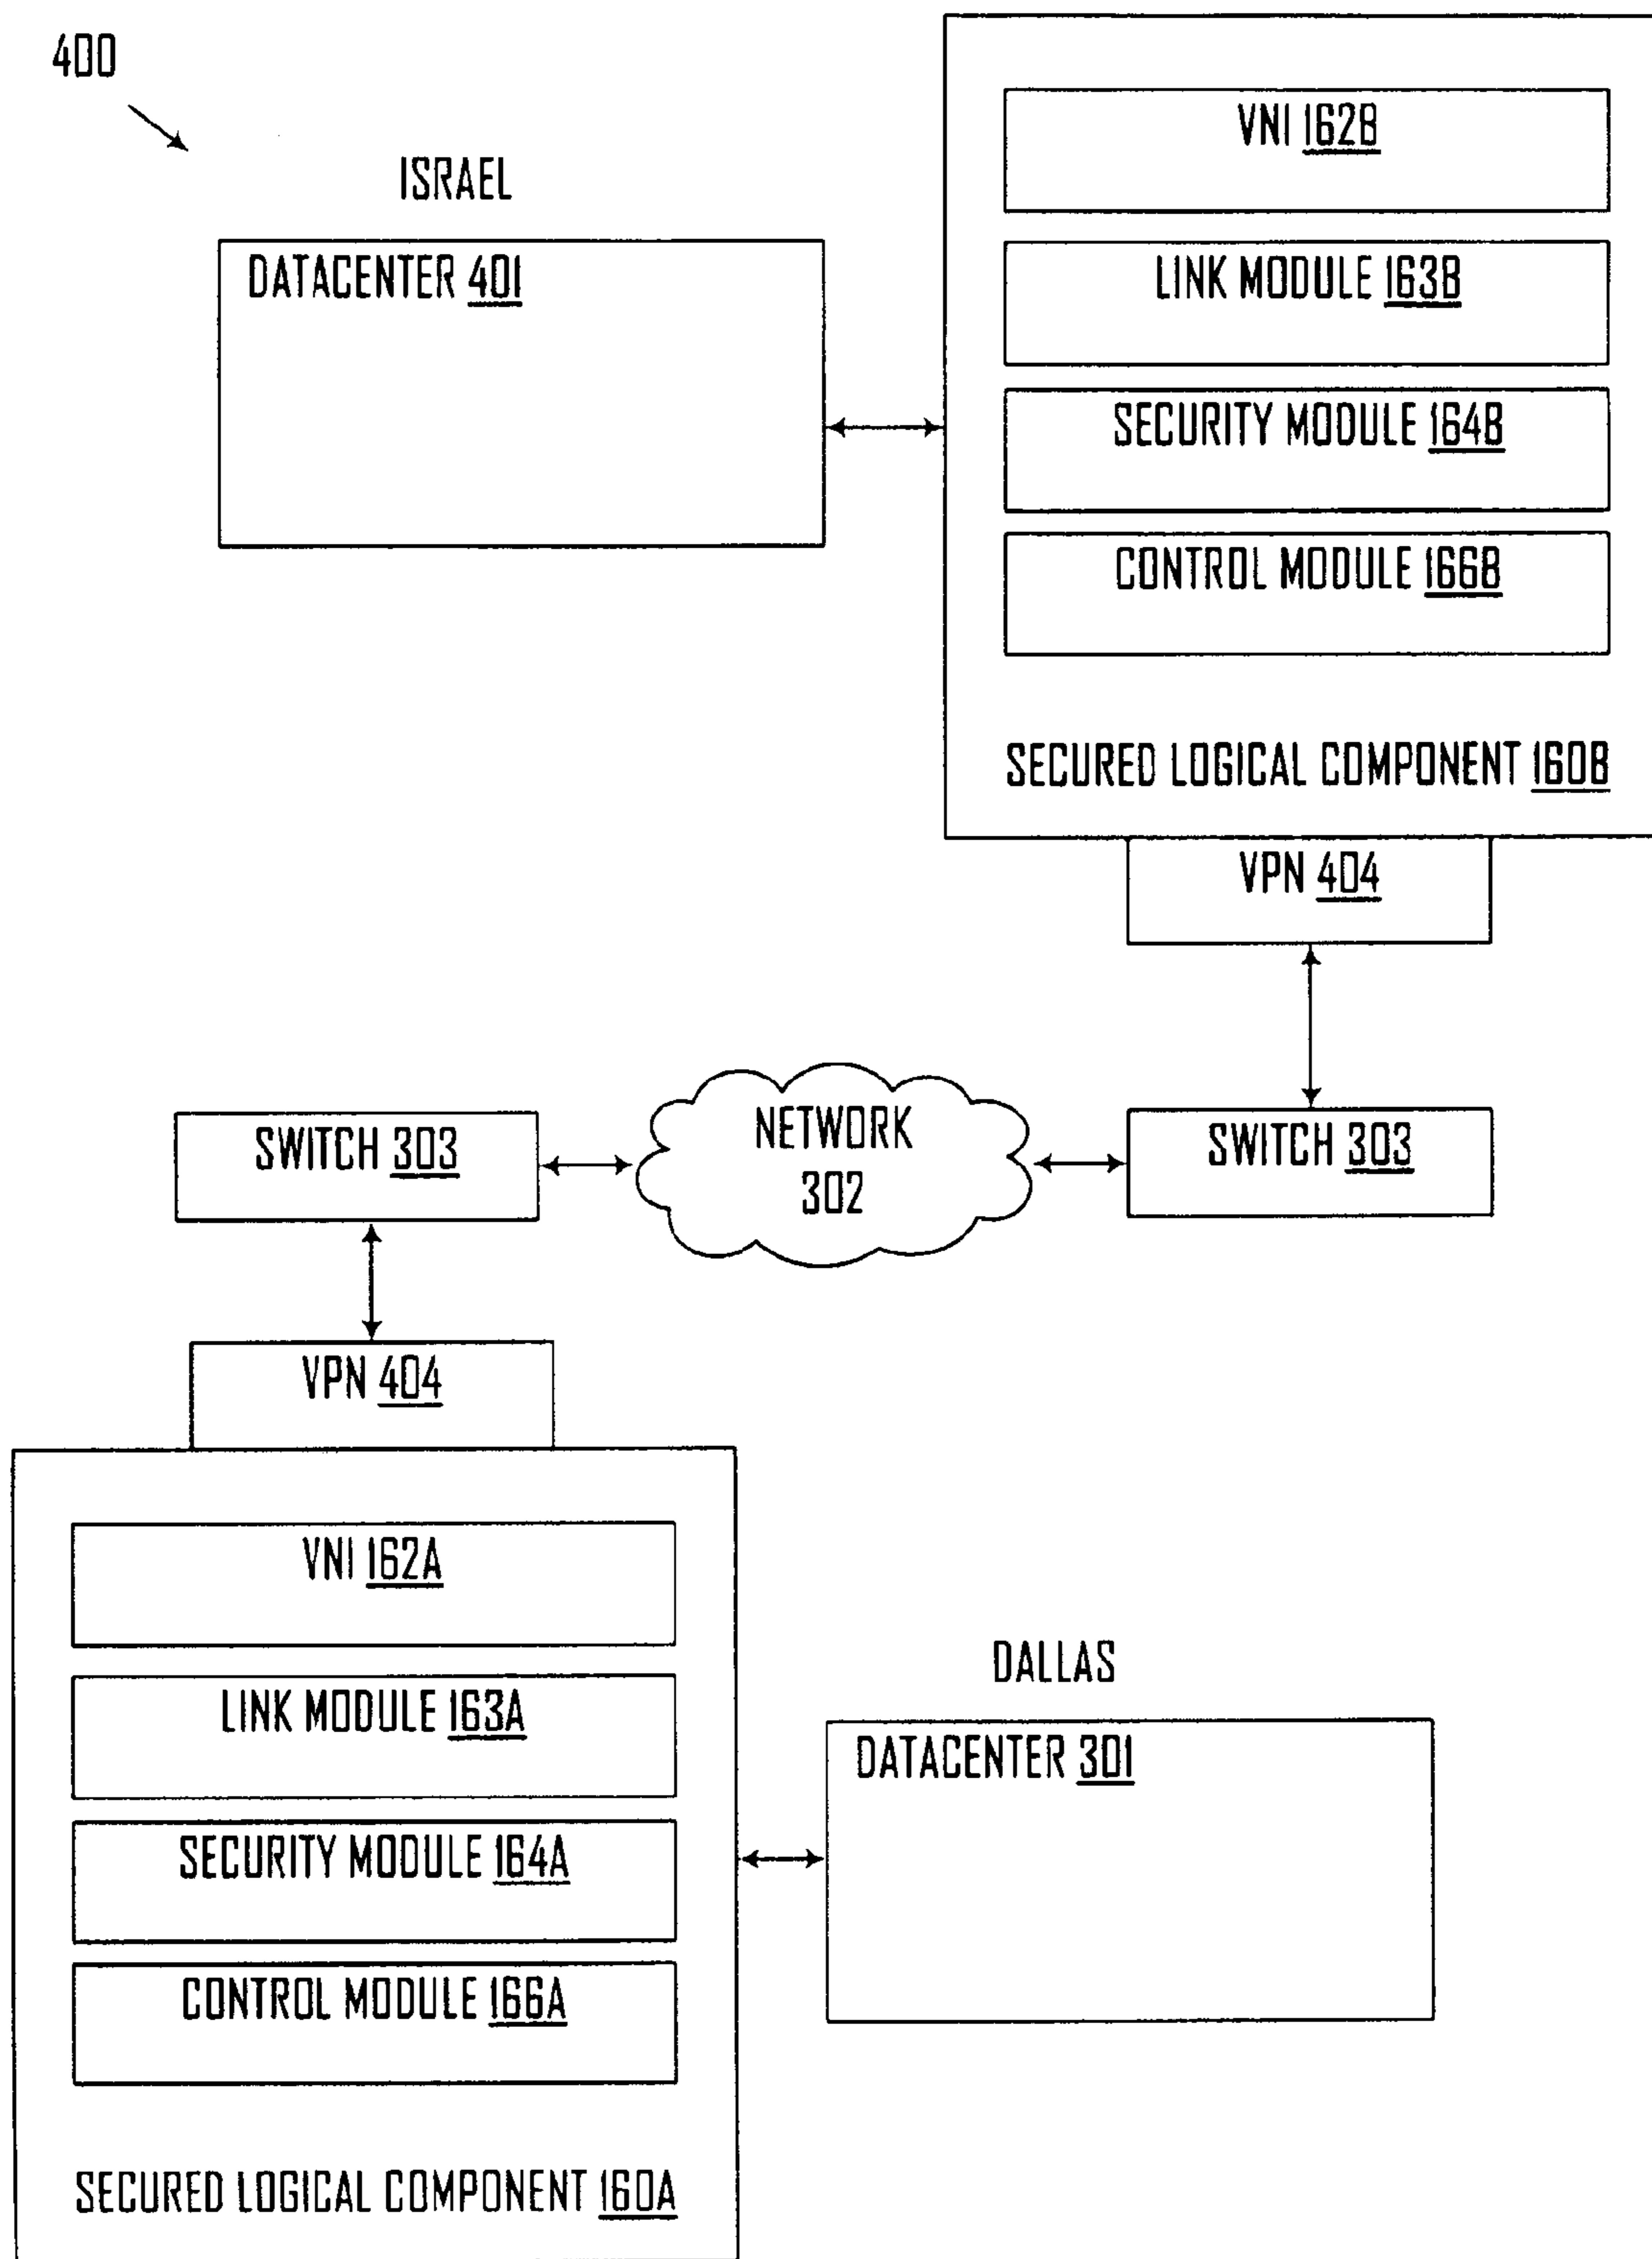 400
ISRAEL
DATACENTER 401
VNI 162B
LINK MODULE 163B
SECURITY MODULE 164B
CONTROL MODULE 166B
SECURED LOGICAL COMPONENT 160B
VPN 404
SWITCH 303
NETWORK
302
SWITCH 303
VPN 404
VNI 162A
LINK MODULE 163A
SECURITY MODULE 164A
CONTROL MODULE 166A
SECURED LOGICAL COMPONENT 160A
DALLAS
DATACENTER 301